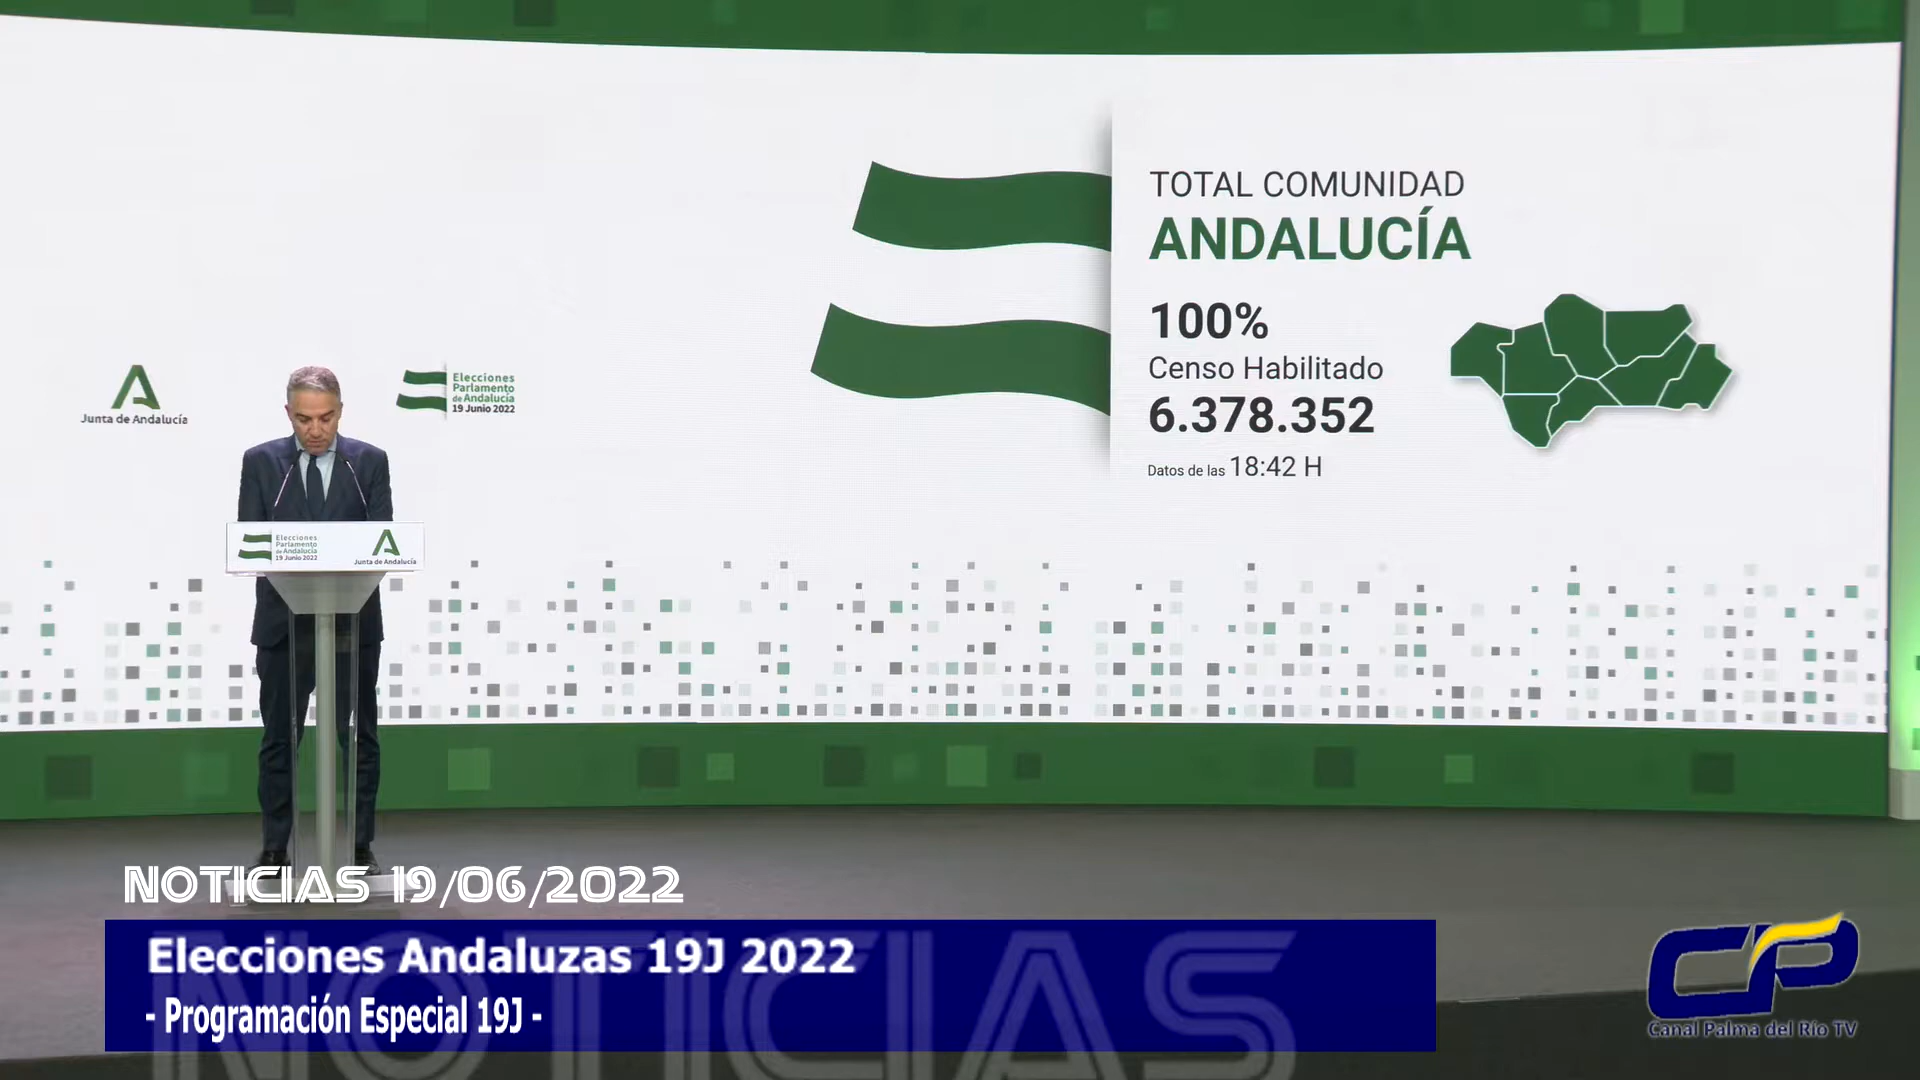 TOTAL COMUNIDAD
ANDALUCÍA
100%
Censo Habilitado
6.378.352
Datos de las 18:42 H
Junta de Andalucía
Elecciones
Parlamento
de Andalucía
19 Junio 2022
Elecciones
Parlamento
de Andalucía
19 Junio 2022
Junta de Andalucía
NOTICIAS 19/06/2022
Elecciones Andaluzas 19J 2022
- Programación Especial 19J -
NOTICIAS
CP
Canal Palma del Río TV